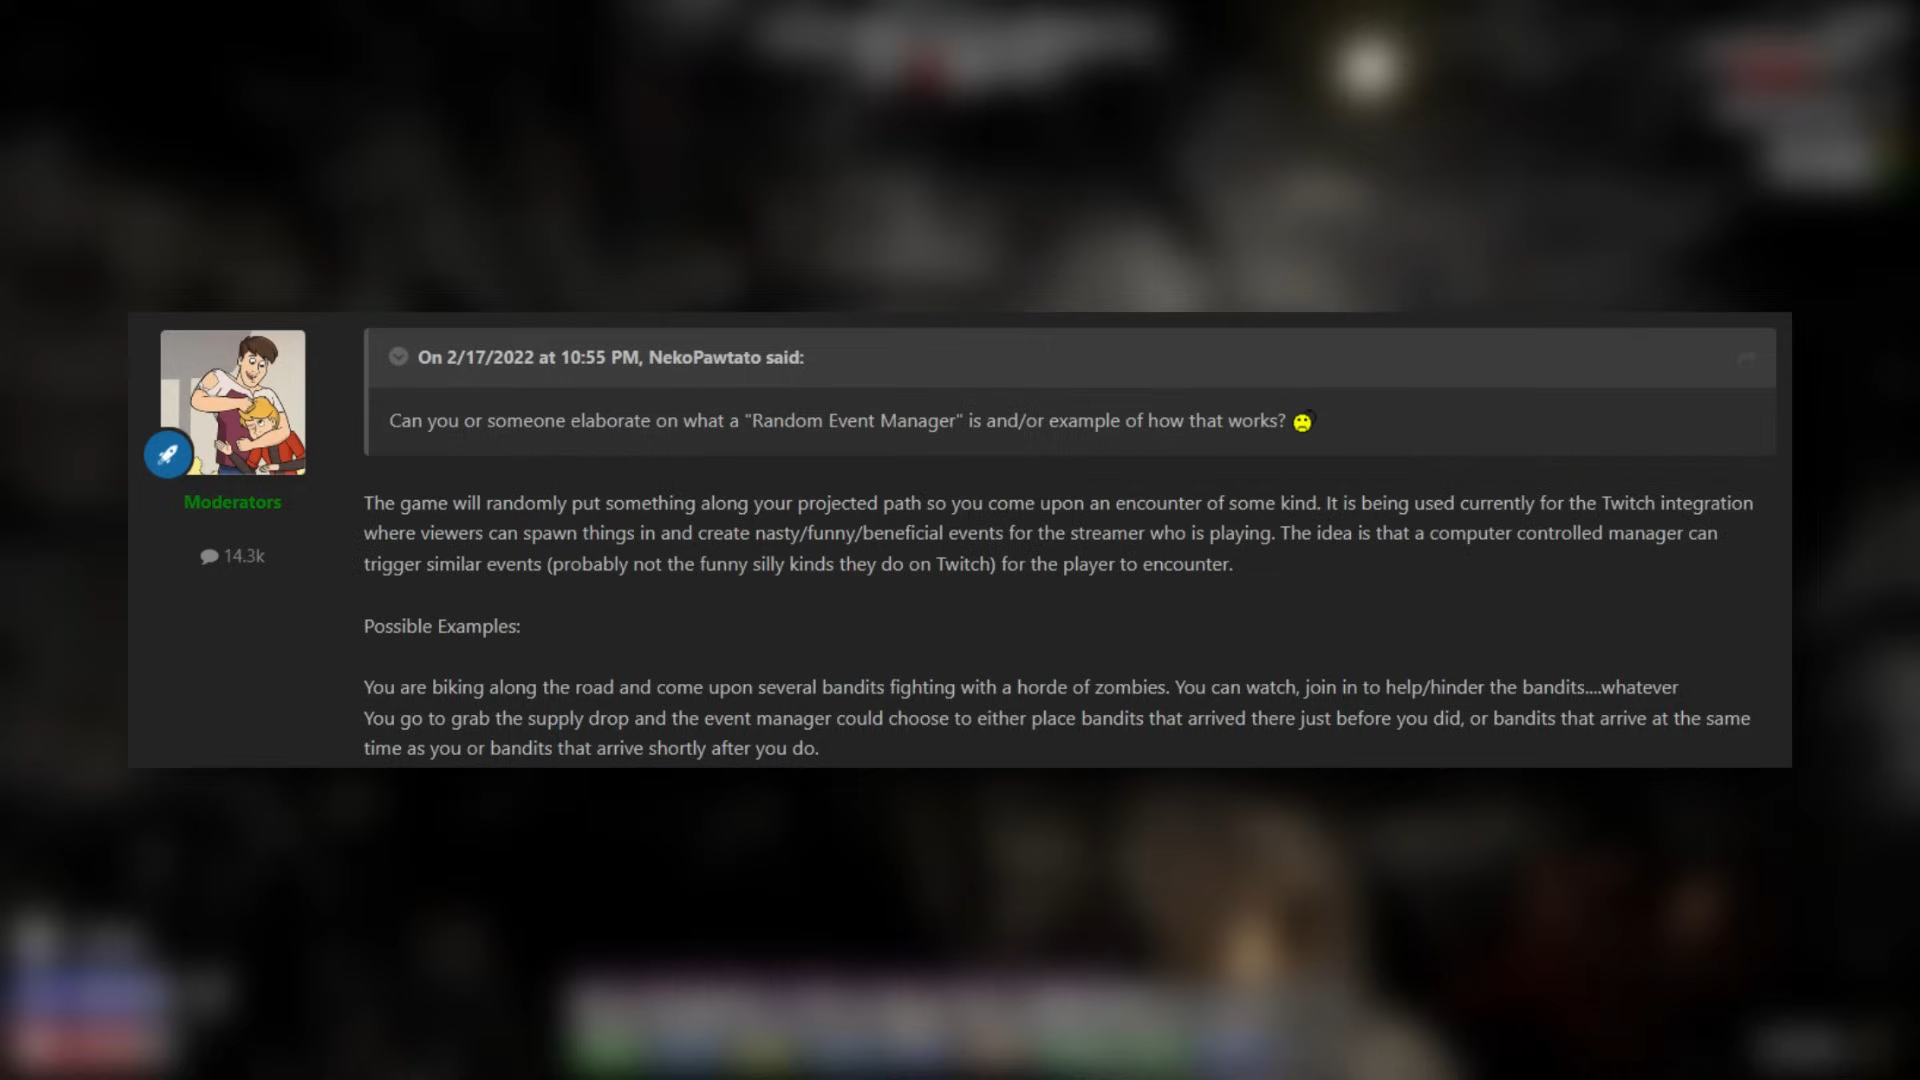 On 2/17/2022 at 10:55 PM, NekoPawtato said:
Can you or someone elaborate on what a "Random Event Manager" is and/or example of how that works?
Moderators
14.3k
The game will randomly put something along your projected path so you come upon an encounter of some kind. It is being used currently for the Twitch integration
where viewers can spawn things in and create nasty/funny/beneficial events for the streamer who is playing. The idea is that a computer controlled manager can
trigger similar events (probably not the funny silly kinds they do on Twitch) for the player to encounter.
Possible Examples:
You are biking along the road and come upon several bandits fighting with a horde of zombies. You can watch, join in to help/hinder the bandits....whatever
You go to grab the supply drop and the event manager could choose to either place bandits that arrived there just before you did, or bandits that arrive at the same
time as you or bandits that arrive shortly after you do.